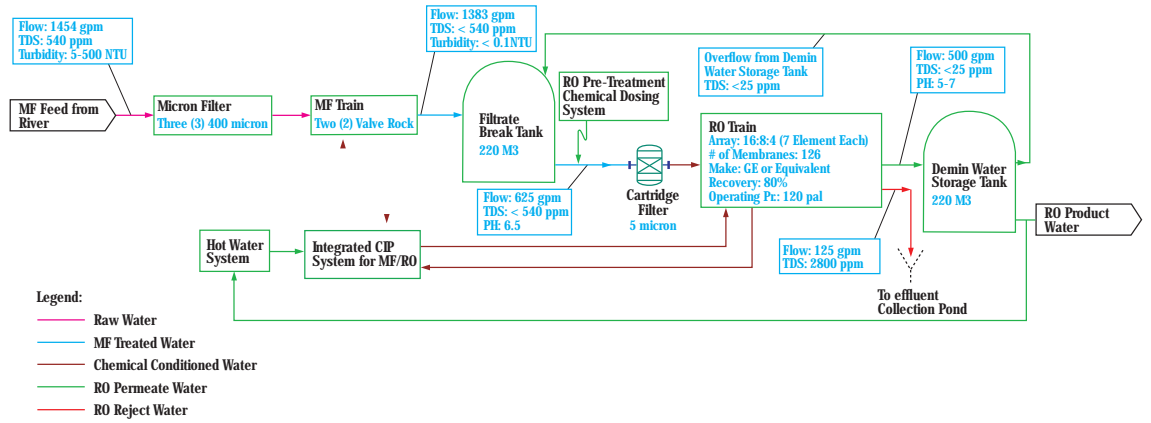 Flow: 1454 gpm
TDS: 540 ppm
Turbidity: 5-500 NTU
Flow: 1383 gpm
TDS: < 540 ppm
Turbidity: < 0.1NTU
Overflow from Demin
Water Storage Tank
TDS: <25 ppm
Flow: 500 gpm
TDS: <25 ppm
PH: 5-7
MF Feed from
River
Micron Filter
Three (3) 400 micron
MF Train
Two (2) Valve Rock
Filtrate
Break Tank
220 M3
RO Pre-Treatment
Chemical Dosing
System
RO Train
Array: 16:8:4 (7 Element Each)
# of Membranes: 126
Make: GE or Equivalent
Recovery: 80%
Operating Pr.: 120 pal
Demin Water
Storage Tank
220 M3
Flow: 625 gpm
TDS: < 540 ppm
PH: 6.5
Cartridge
Filter
5 micron
RO Product
Water
Hot Water
System
Integrated CIP
System for MF/RO
Flow: 125 gpm
TDS: 2800 ppm
To effluent
Collection Pond
Legend:
Raw Water
MF Treated Water
Chemical Conditioned Water
RO Permeate Water
RO Reject Water